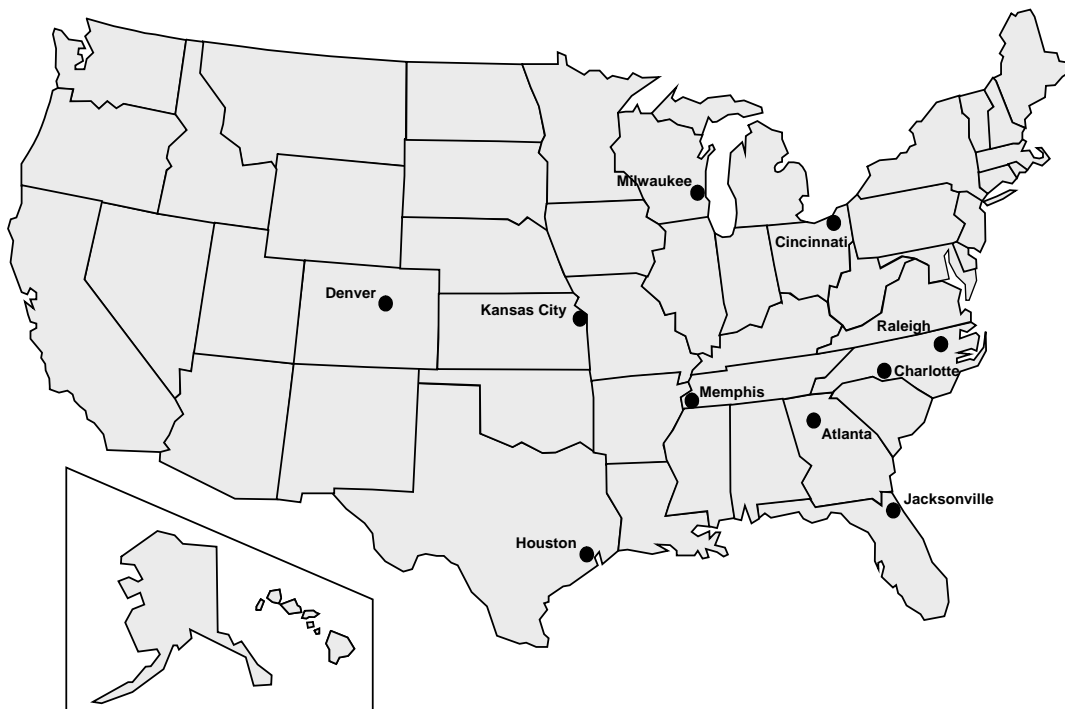 Milwaukee
Cincinnati
Denver
Kansas City
Raleigh
Charlotte
Memphis
Atlanta
Jacksonville
Houston